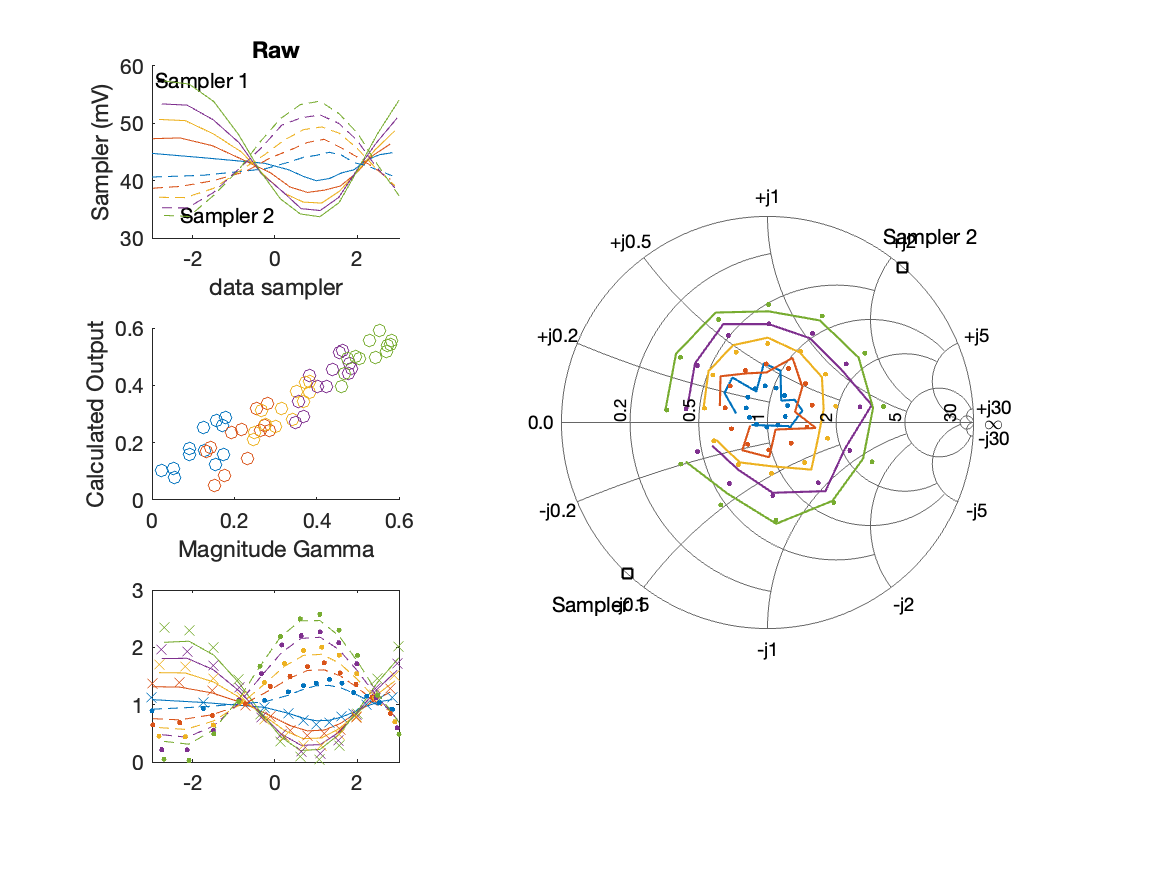 Raw
60
50
40
30
Sampler (mV)
Sampler 1
Sampler 2
-2 0 2
data sampler
0.6
0.4
0.2
0
Calculated Output
0 0.2 0.4 0.6
Magnitude Gamma
3
2
1
0
-2 0 2
+j1
+j0.5
+j2
Sampler 2
+j0.2
+j5
0.0
0.2
0.5
1
2
5
30
+j30
∞
-j30
-j0.2
-j5
Sampler 1
-j0.5
-j2
-j1